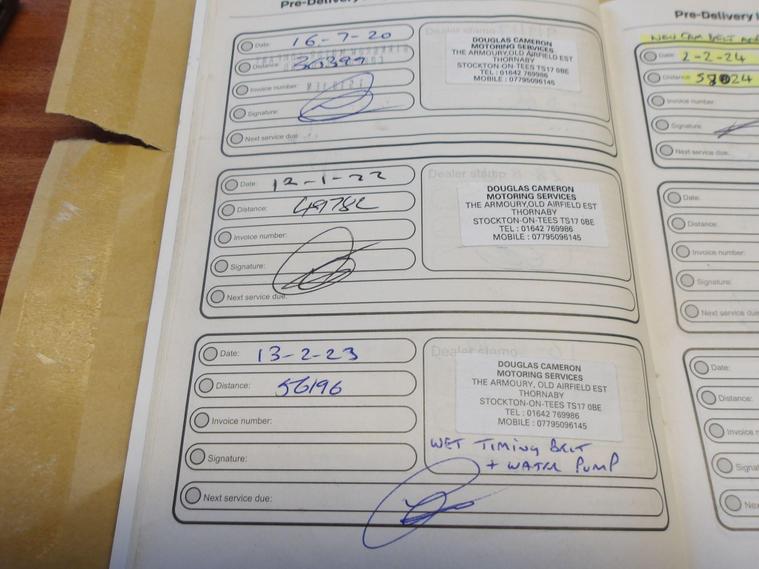 Pre-Delivery
Date: 16-7-20
Distance: 36399
Invoice number:
Signature:
Next service due
Dealer stamp
DOUGLAS CAMERON
MOTORING SERVICES
THE ARMOURY,OLD AIRFIELD EST
THORNABY
STOCKTON-ON-TEES TS17 0BE
TEL : 01642 769986
MOBILE : 07795096145
Date: 12-1-22
Distance:
Invoice number:
Signature:
Next service due:
Dealer stamp
DOUGLAS CAMERON
MOTORING SERVICES
THE ARMOURY,OLD AIRFIELD EST
THORNABY
STOCKTON-ON-TEES TS17 0BE
TEL : 01642 769986
MOBILE : 07795096145
Date: 13-2-23
Distance: 56196
Invoice number:
Signature:
Next service due:
Dealer stamp
DOUGLAS CAMERON
MOTORING SERVICES
THE ARMOURY, OLD AIRFIELD EST
THORNABY
STOCKTON-ON-TEES TS17 0BE
TEL : 01642 769986
MOBILE : 07795096145
WET TIMING BELT
+ WATER PUMP
Pre-Delivery
NEW CAM BELT
Date: 2-2-24
Distance: 58024
Invoice number:
Signature:
Next service due:
Date:
Distance:
Invoice number:
Signature:
Next service due
Date:
Distance:
Invoice
Signat
Nex